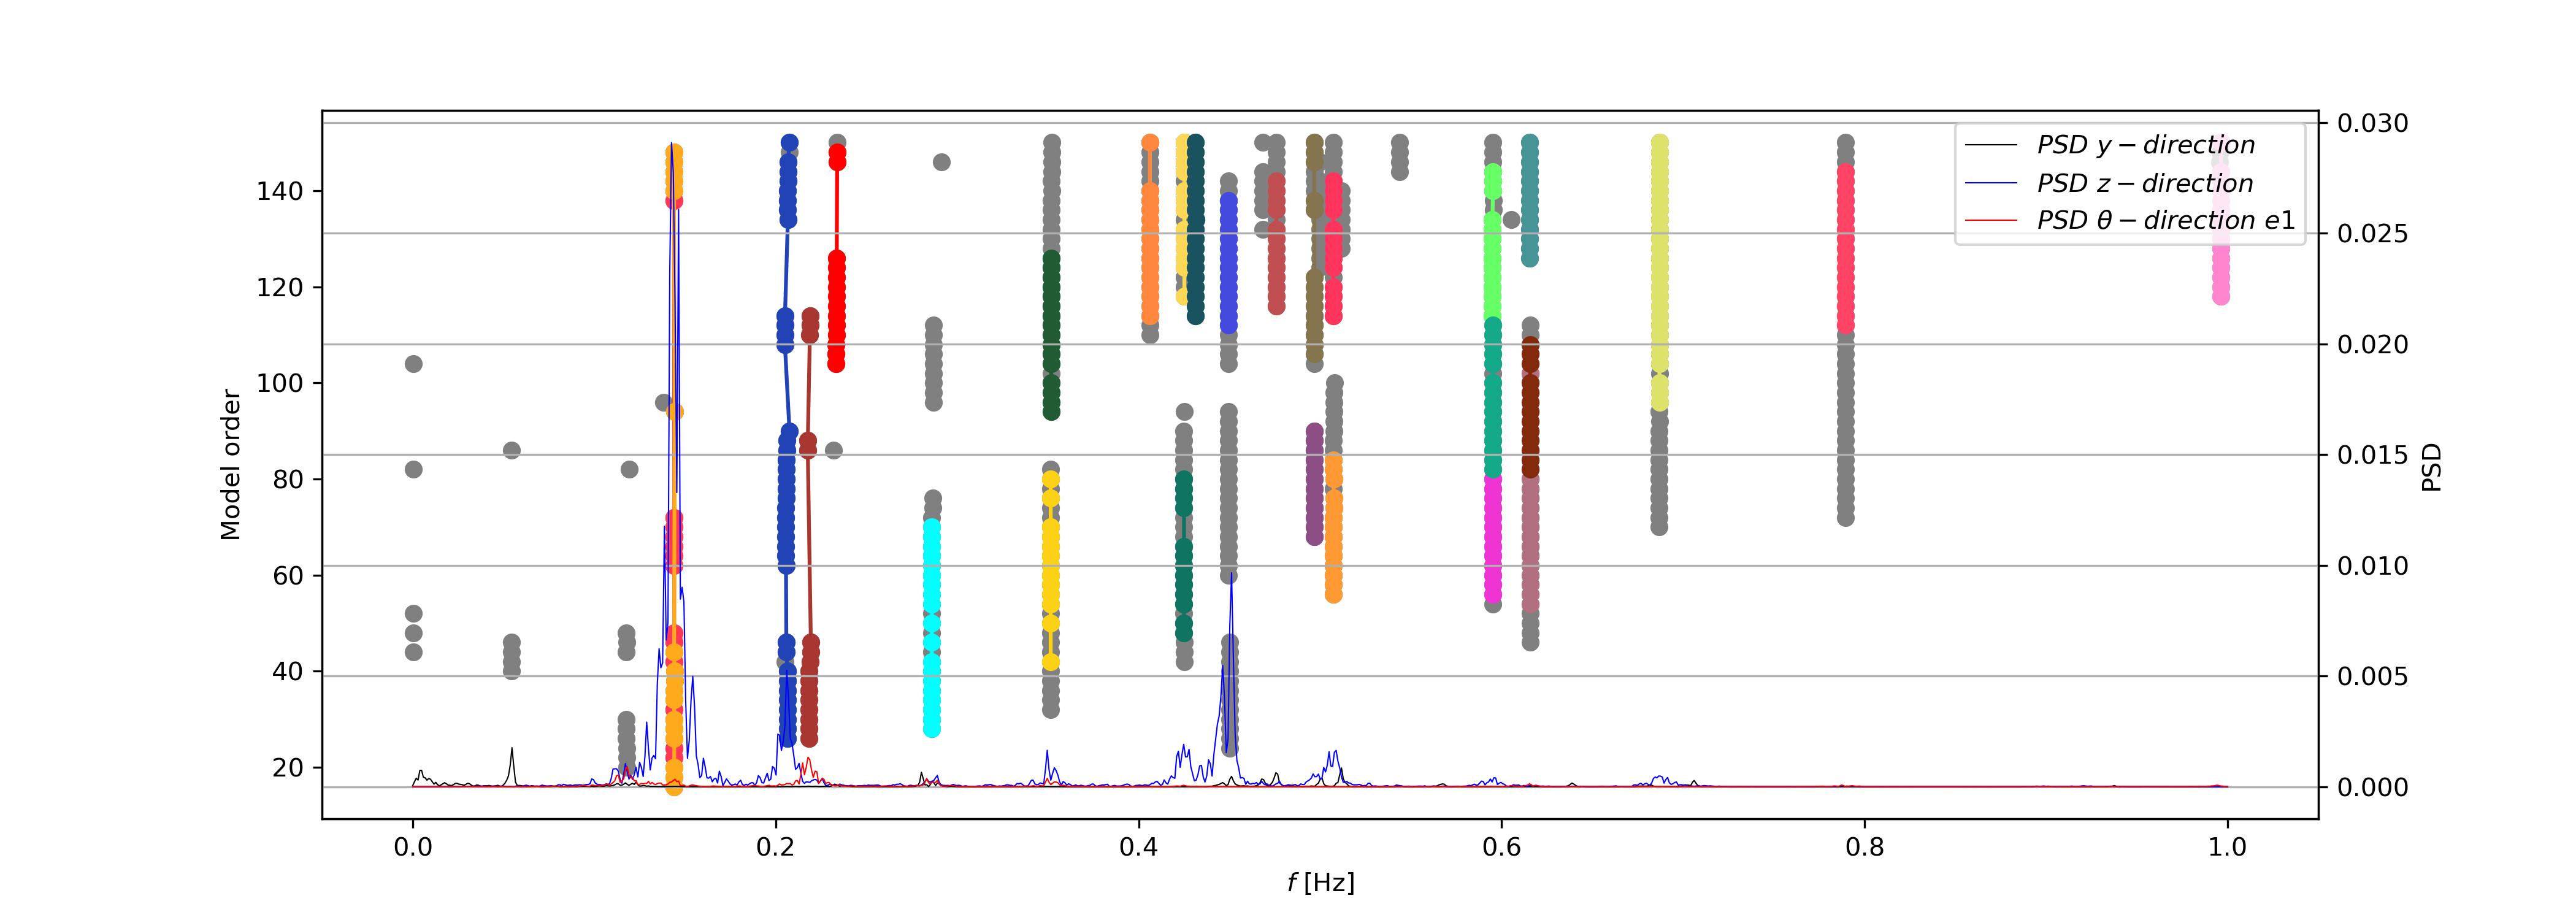 PSD y − direction
PSD z − direction
PSD θ − direction e1
Model order
140
120
100
80
60
40
20
0.030
0.025
0.020
0.015
0.010
0.005
0.000
PSD
0.0 0.2 0.4 0.6 0.8 1.0
f [Hz]